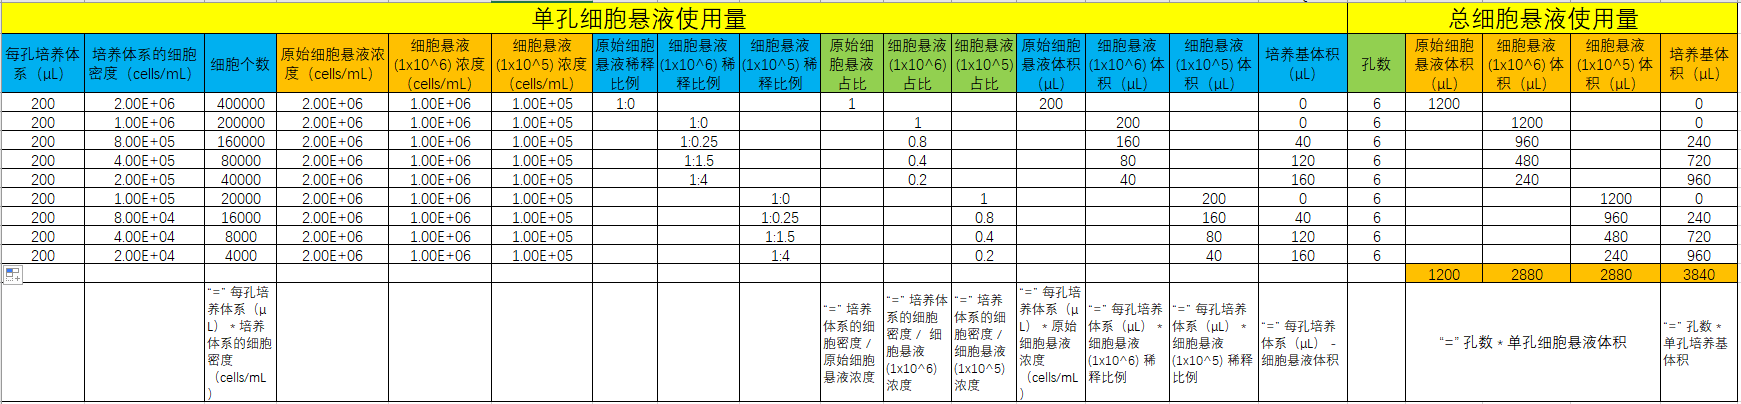 单孔细胞悬液使用量 总细胞悬液使用量
每孔培养体系（μL） 培养体系的细胞密度（cells/mL） 细胞个数 原始细胞悬液浓度（cells/mL） 细胞悬液(1x10^6) 浓度（cells/mL） 细胞悬液(1x10^5) 浓度（cells/mL） 原始细胞悬液稀释比例 细胞悬液(1x10^6) 稀释比例 细胞悬液(1x10^5) 稀释比例 原始细胞悬液占比 细胞悬液(1x10^6)占比 细胞悬液(1x10^5)占比 原始细胞悬液体积（μL） 细胞悬液(1x10^6) 体积（μL） 细胞悬液(1x10^5) 体积（μL） 培养基体积（μL） 孔数 原始细胞悬液体积（μL） 细胞悬液(1x10^6) 体积（μL） 细胞悬液(1x10^5) 体积（μL） 培养基体积（μL）
200 2.00E+06 400000 2.00E+06 1.00E+06 1.00E+05 1:0 1 200 0 6 1200 0
200 1.00E+06 200000 2.00E+06 1.00E+06 1.00E+05 1:0 1 200 0 6 1200 0
200 8.00E+05 160000 2.00E+06 1.00E+06 1.00E+05 1:0.25 0.8 160 40 6 960 240
200 4.00E+05 80000 2.00E+06 1.00E+06 1.00E+05 1:1.5 0.4 80 120 6 480 720
200 2.00E+05 40000 2.00E+06 1.00E+06 1.00E+05 1:4 0.2 40 160 6 240 960
200 1.00E+05 20000 2.00E+06 1.00E+06 1.00E+05 1:0 1 200 0 6 1200 0
200 8.00E+04 16000 2.00E+06 1.00E+06 1.00E+05 1:0.25 0.8 160 40 6 960 240
200 4.00E+04 8000 2.00E+06 1.00E+06 1.00E+05 1:1.5 0.4 80 120 6 480 720
200 2.00E+04 4000 2.00E+06 1.00E+06 1.00E+05 1:4 0.2 40 160 6 240 960
1200 2880 2880 3840
“=” 每孔培养体系（μL）* 培养体系的细胞密度（cells/mL） “=” 培养体系的细胞密度 / 原始细胞悬液浓度 “=” 培养体系的细胞密度 / 细胞悬液(1x10^6)浓度 “=” 培养体系的细胞密度 / 细胞悬液(1x10^5)浓度 “=” 每孔培养体系（μL）* 原始细胞悬液浓度（cells/mL） “=” 每孔培养体系（μL）* 细胞悬液(1x10^6) 稀释比例 “=” 每孔培养体系（μL）* 细胞悬液(1x10^5) 稀释比例 “=” 每孔培养体系（μL）- 细胞悬液体积 “=” 孔数 * 单孔细胞悬液体积 “=” 孔数 * 单孔培养基体积